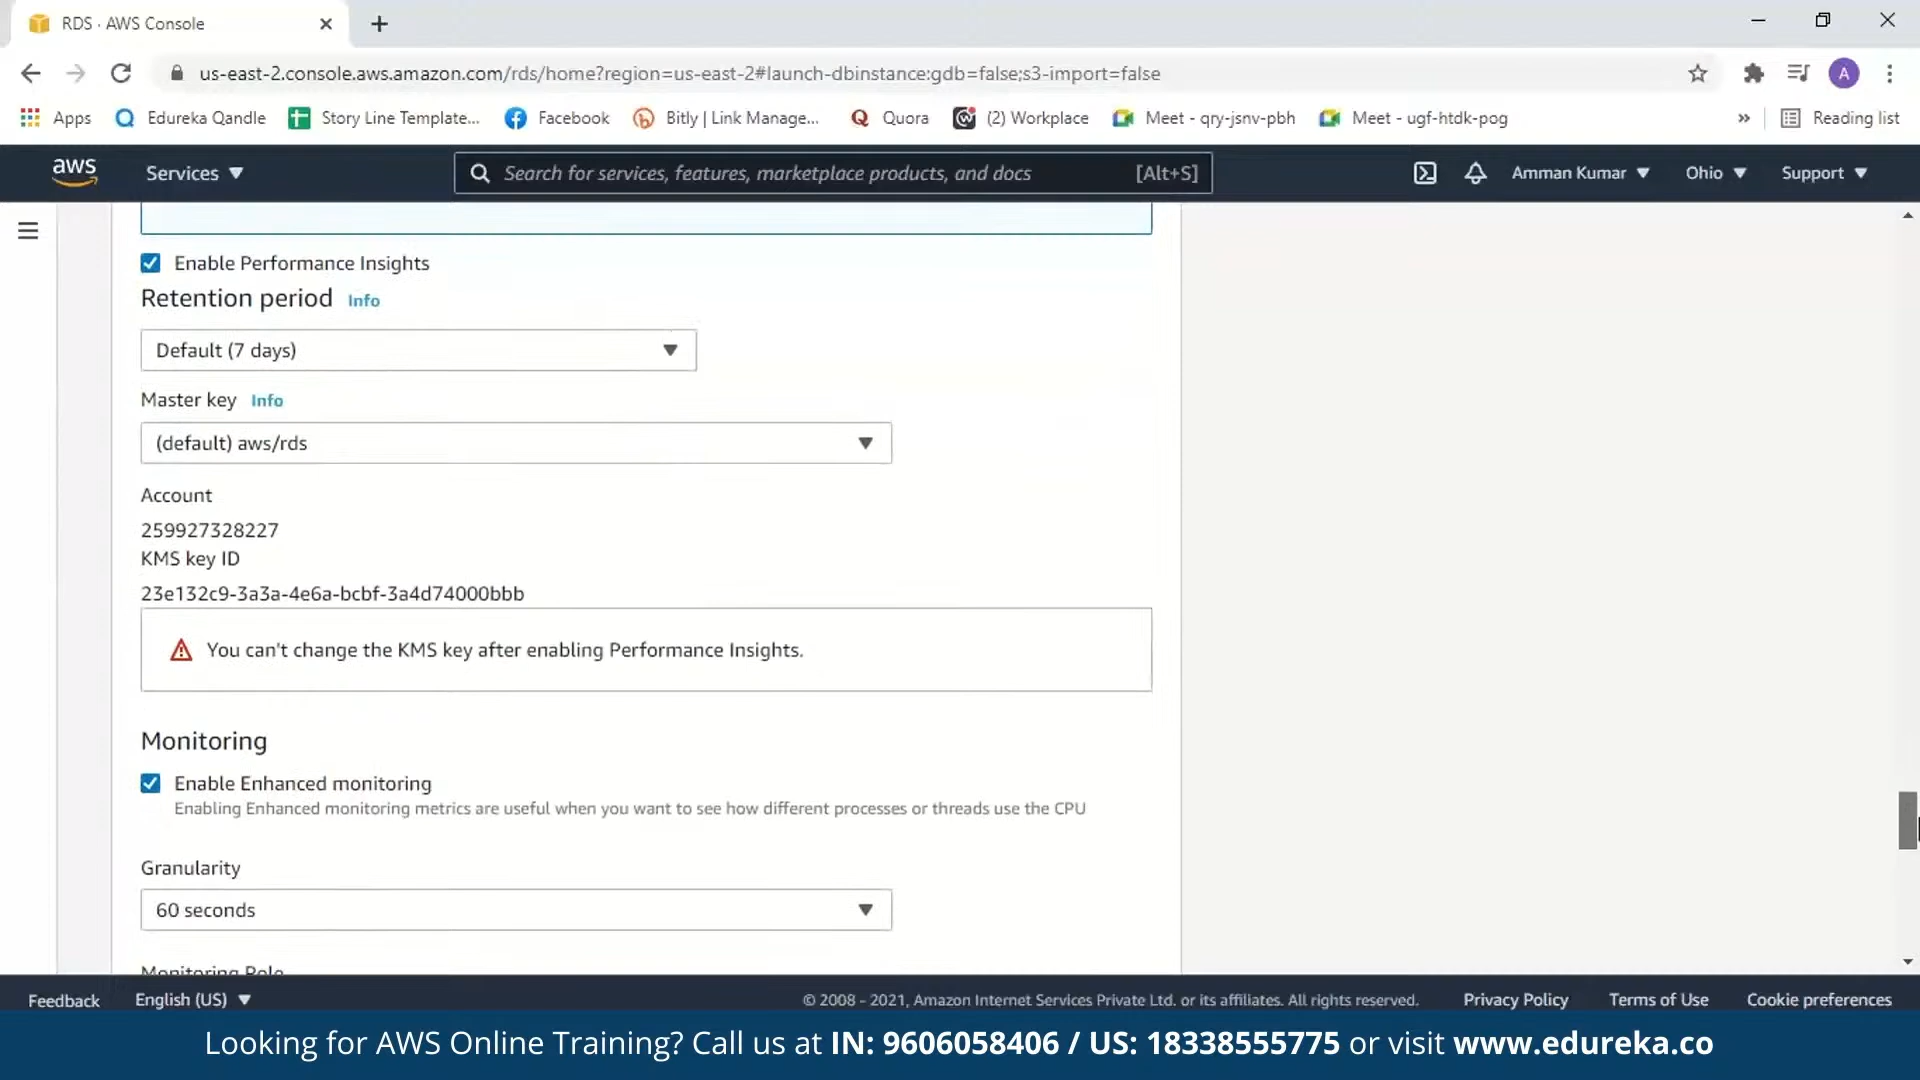 RDS · AWS Console
us-east-2.console.aws.amazon.com/rds/home?region=us-east-2#launch-dbinstance:gdb=false;s3-import=false
A
Apps Edureka Qandle Story Line Template... Facebook Bitly | Link Manage... Quora (2) Workplace Meet - qry-jsnv-pbh Meet - ugf-htdk-pog » Reading list
aws Services Search for services, features, marketplace products, and docs [Alt+S] Amman Kumar Ohio Support
Enable Performance Insights
Retention period Info
Default (7 days)
Master key Info
(default) aws/rds
Account
259927328227
KMS key ID
23e132c9-3a3a-4e6a-bcbf-3a4d74000bbb
You can't change the KMS key after enabling Performance Insights.
Monitoring
Enable Enhanced monitoring
Enabling Enhanced monitoring metrics are useful when you want to see how different processes or threads use the CPU
Granularity
60 seconds
Monitoring Role
Feedback English (US) © 2008 - 2021, Amazon Internet Services Private Ltd. or its affiliates. All rights reserved. Privacy Policy Terms of Use Cookie preferences
Looking for AWS Online Training? Call us at IN: 9606058406 / US: 18338555775 or visit www.edureka.co